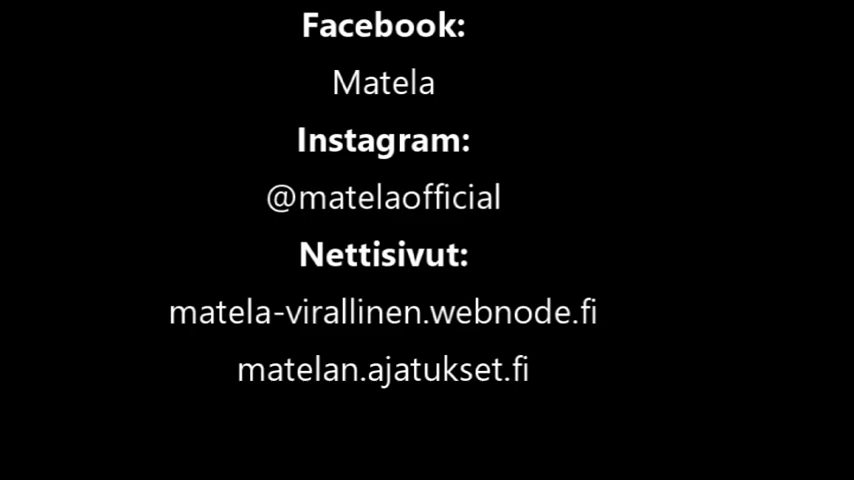 Facebook:
Matela
Instagram:
@matelaofficial
Nettisivut:
matela-virallinen.webnode.fi
matelan.ajatukset.fi